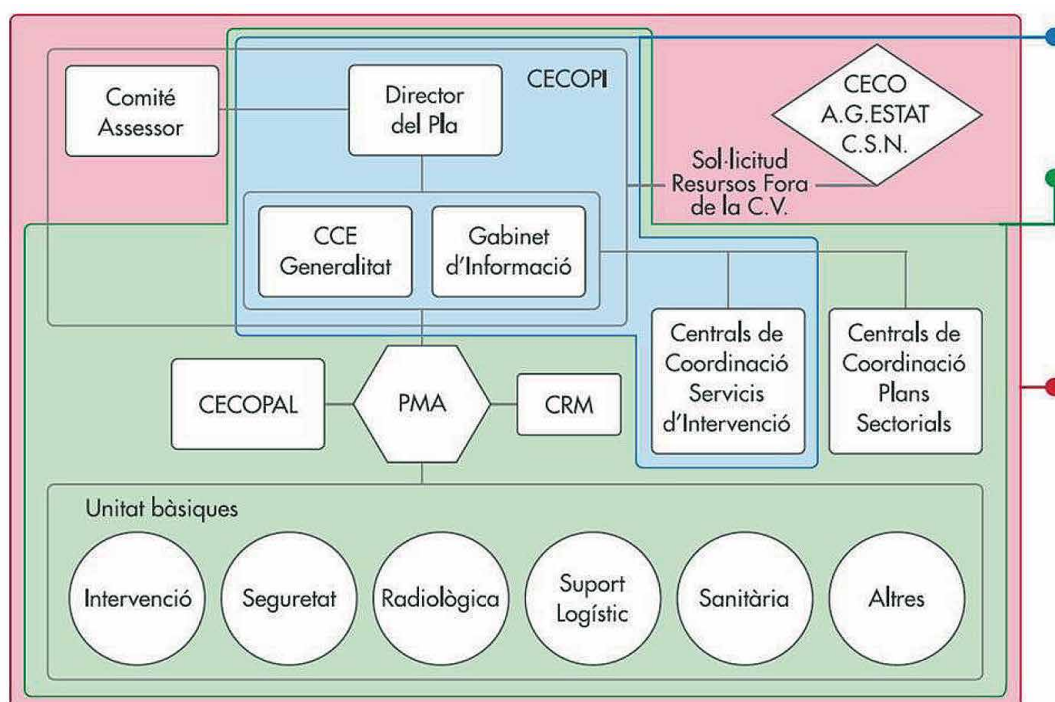 Comité
Assessor
Director
del Pla
CECOPI
CECO
A.G.ESTAT
C.S.N.
Sol·licitud
Resursos Fora
de la C.V.
CCE
Generalitat
Gabinet
d'Informació
Centrals de
Coordinació
Servicis
d'Intervenció
Centrals de
Coordinació
Plans
Sectorials
CECOPAL
PMA
CRM
Unitat bàsiques
Intervenció
Seguretat
Radiològica
Suport
Logístic
Sanitària
Altres